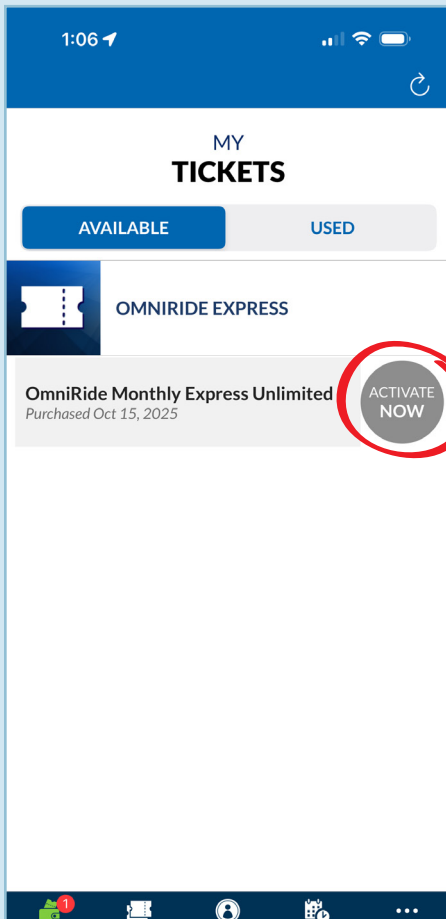 1:06
MY
TICKETS
AVAILABLE USED
OMNIRIDE EXPRESS
OmniRide Monthly Express Unlimited
Purchased Oct 15, 2025
ACTIVATE
NOW
1